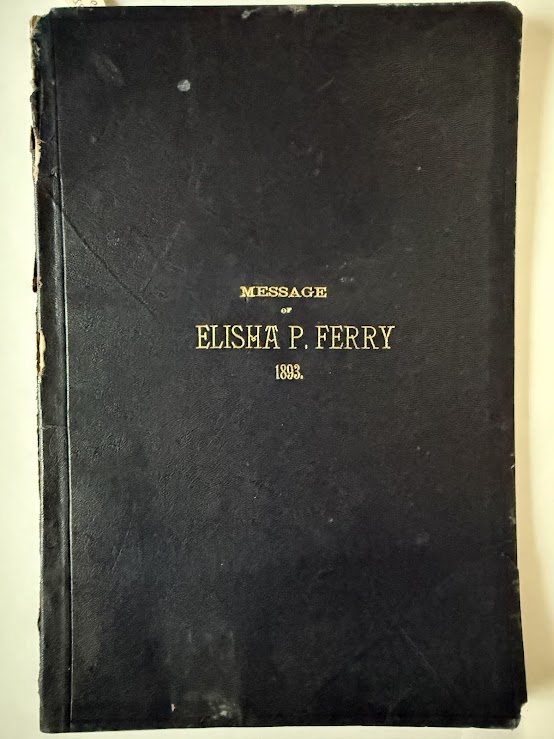 MESSAGE
OF
ELISHA P. FERRY
1893.